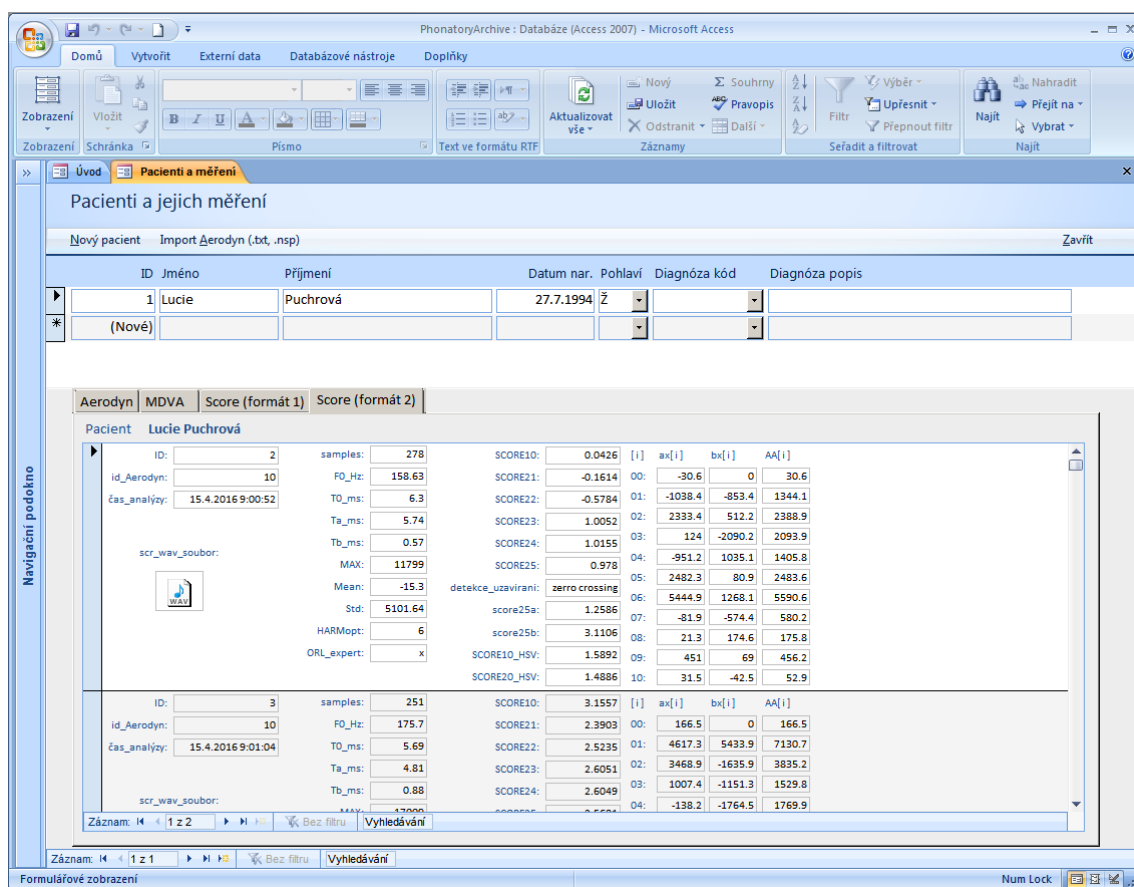 PhonatoryArchive : Databáze (Access 2007) - Microsoft Access
Domů Vytvořit Externí data Databázové nástroje Doplňky
Zobrazení Vložit B I U Aktualizovat vše Nový Uložit Odstranit Σ Souhrny Pravopis Další Filtr Výběr Upřesnit Přepnout filtr Najít Nahradit Přejít na Vybrat
Zobrazení Schránka Písmo Text ve formátu RTF Záznamy Seřadit a filtrovat Najít
Úvod Pacienti a měření
Pacienti a jejich měření
Nový pacient Import Aerodyn (.txt, .nsp) Zavřít
ID Jméno Příjmení Datum nar. Pohlaví Diagnóza kód Diagnóza popis
1 Lucie Puchrová 27.7.1994 Ž
(Nové)
Aerodyn MDVA Score (formát 1) Score (formát 2)
Pacient Lucie Puchrová
ID: 2 samples: 278 SCORE10: 0.0426 [i] ax[i] bx[i] AA[i]
id_Aerodyn: 10 F0_Hz: 158.63 SCORE21: -0.1614 00: -30.6 0 30.6
čas_analýzy: 15.4.2016 9:00:52 T0_ms: 6.3 SCORE22: -0.5784 01: -1038.4 -853.4 1344.1
Ta_ms: 5.74 SCORE23: 1.0052 02: 2333.4 512.2 2388.9
Tb_ms: 0.57 SCORE24: 1.0155 03: 124 -2090.2 2093.9
scr_wav_soubor: MAX: 11799 SCORE25: 0.978 04: -951.2 1035.1 1405.8
WAV Mean: -15.3 detekce_uzavirani: zerro crossing 05: 2482.3 80.9 2483.6
Std: 5101.64 score25a: 1.2586 06: 5444.9 1268.1 5590.6
HARMopt: 6 score25b: 3.1106 07: -81.9 -574.4 580.2
ORL_expert: x SCORE10_HSV: 1.5892 08: 21.3 174.6 175.8
SCORE20_HSV: 1.4886 09: 451 69 456.2
10: 31.5 -42.5 52.9
ID: 3 samples: 251 SCORE10: 3.1557 [i] ax[i] bx[i] AA[i]
id_Aerodyn: 10 F0_Hz: 175.7 SCORE21: 2.3903 00: 166.5 0 166.5
čas_analýzy: 15.4.2016 9:01:04 T0_ms: 5.69 SCORE22: 2.5235 01: 4617.3 5433.9 7130.7
Ta_ms: 4.81 SCORE23: 2.6051 02: 3468.9 -1635.9 3835.2
Tb_ms: 0.88 SCORE24: 2.6049 03: 1007.4 -1151.3 1529.8
scr_wav_soubor: 04: -138.2 -1764.5 1769.9
Záznam: 1 z 2 Bez filtru Vyhledávání
Záznam: 1 z 1 Bez filtru Vyhledávání
Navigační podokno
Formulářové zobrazení Num Lock